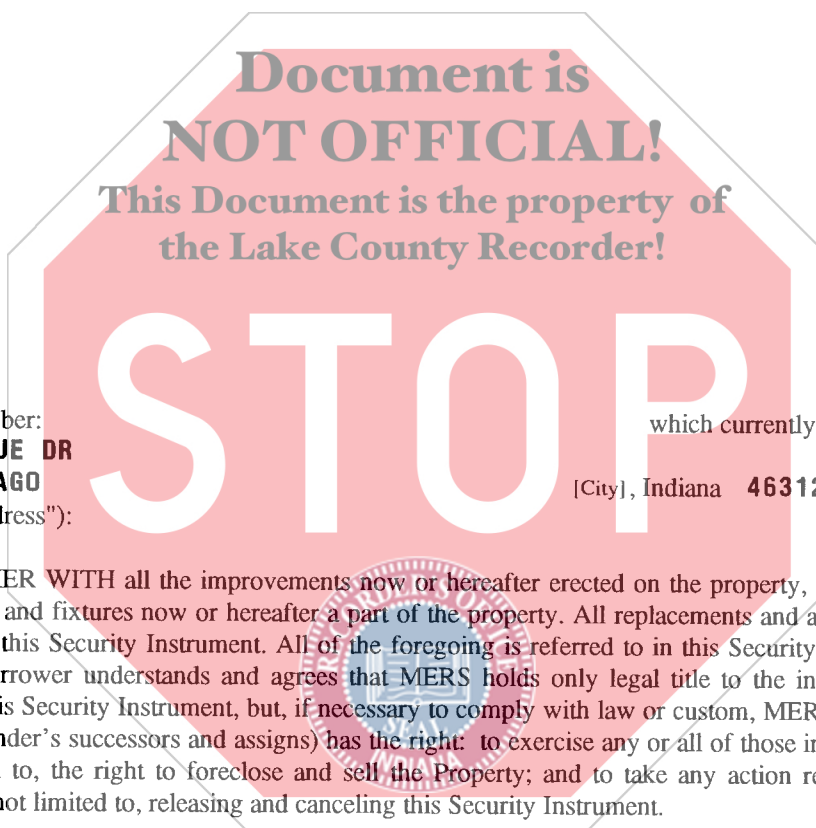 Document is
NOT OFFICIAL!
This Document is the property of
the Lake County Recorder!
STOP
ber: which currently
UE DR
AGO [City], Indiana 46312
dress"):
ER WITH all the improvements now or hereafter erected on the property,
and fixtures now or hereafter a part of the property. All replacements and a
this Security Instrument. All of the foregoing is referred to in this Security
rrower understands and agrees that MERS holds only legal title to the in
is Security Instrument, but, if necessary to comply with law or custom, MER
nder's successors and assigns) has the right: to exercise any or all of those in
to, the right to foreclose and sell the Property; and to take any action re
not limited to, releasing and canceling this Security Instrument.
RECORDER'S OFFICE
SEAL
INDIANA